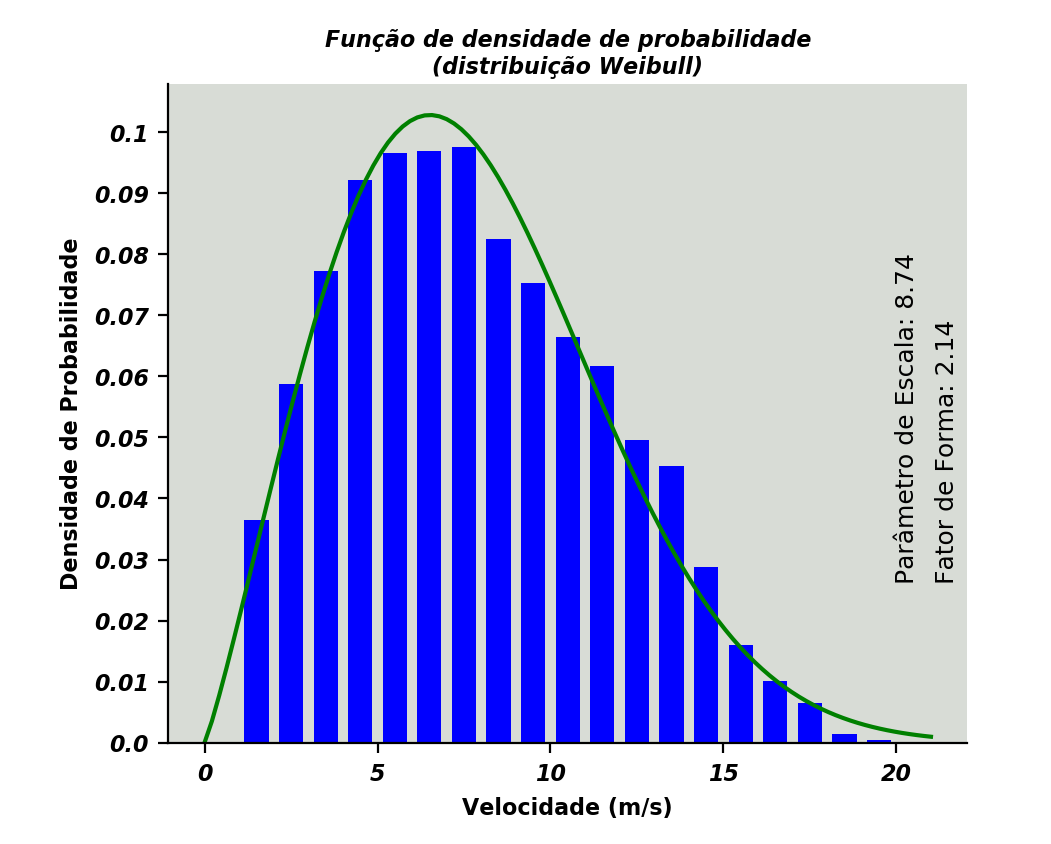 Função de densidade de probabilidade
(distribuição Weibull)
Densidade de Probabilidade
0.1
0.09
0.08
0.07
0.06
0.05
0.04
0.03
0.02
0.01
0.0
0
5
10
15
20
Velocidade (m/s)
Parâmetro de Escala: 8.74
Fator de Forma: 2.14